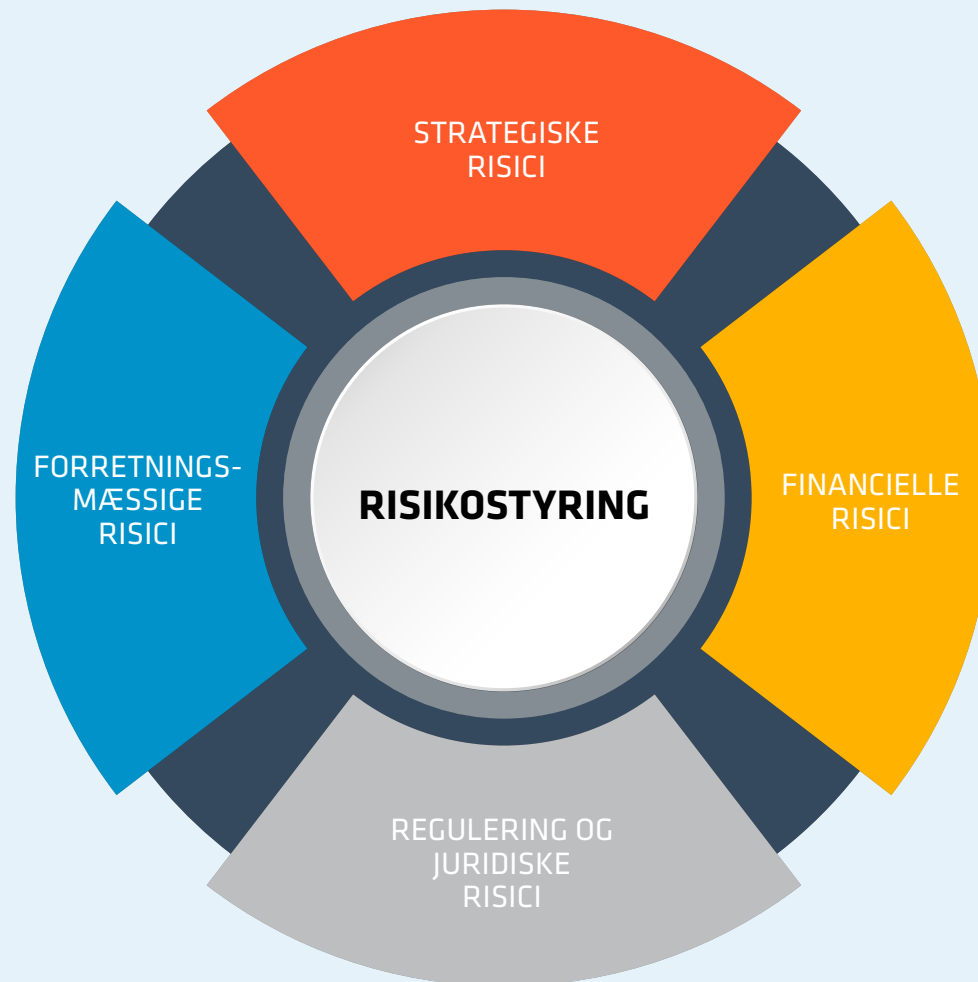 STRATEGISKE
RISICI
FORRETNINGS-
MÆSSIGE
RISICI
RISIKOSTYRING
FINANCIELLE
RISICI
REGULERING OG
JURIDISKE
RISICI